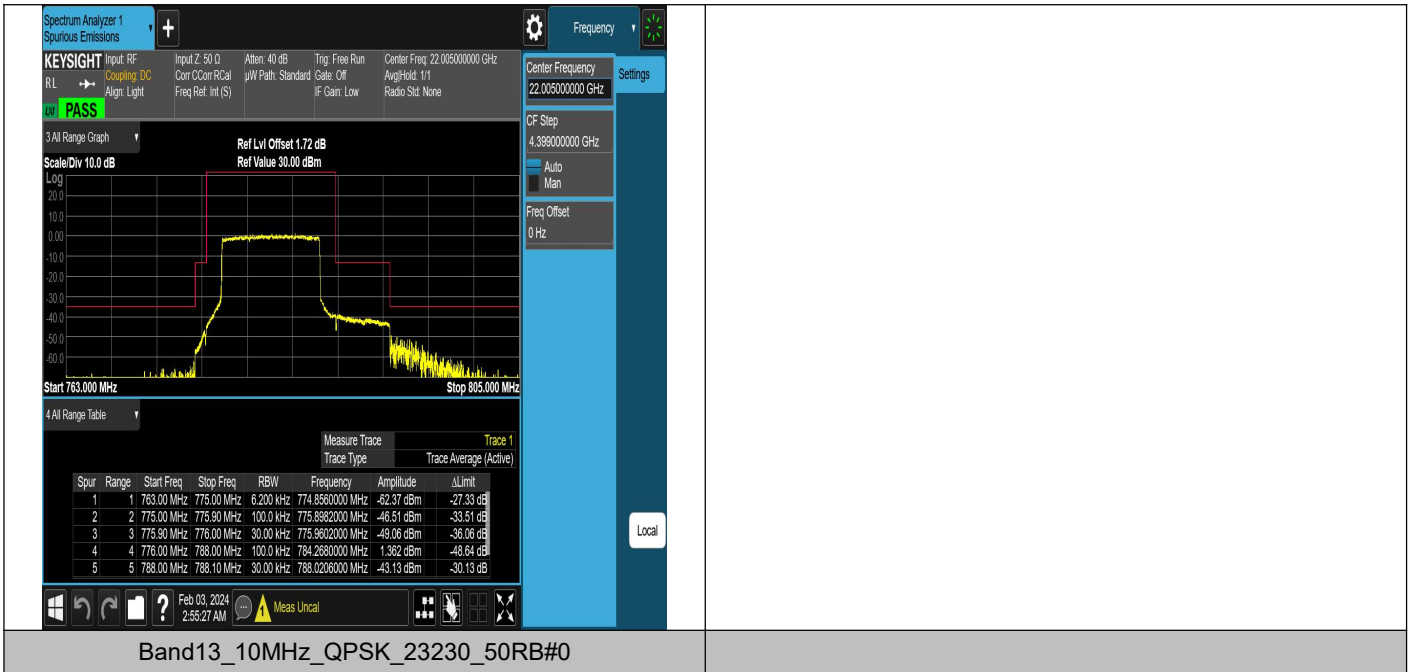 Spectrum Analyzer 1
Spurious Emissions
+
Frequency
KEYSIGHT Input: RF Input Z: 50 Ω Atten: 40 dB Trig: Free Run Center Freq: 22.005000000 GHz
RL Coupling: DC Corr CCorr RCal µW Path: Standard Gate: Off Avg|Hold: 1/1
Align: Light Freq Ref: Int (S) IF Gain: Low Radio Std: None
LXI PASS
Center Frequency
22.005000000 GHz
Settings
CF Step
4.399000000 GHz
Auto
Man
Freq Offset
0 Hz
3 All Range Graph
Ref Lvl Offset 1.72 dB
Scale/Div 10.0 dB Ref Value 30.00 dBm
Log
20.0
10.0
0.00
-10.0
-20.0
-30.0
-40.0
-50.0
-60.0
Start 763.000 MHz Stop 805.000 MHz
4 All Range Table
Measure Trace Trace 1
Trace Type Trace Average (Active)
Spur Range Start Freq Stop Freq RBW Frequency Amplitude ΔLimit
1 1 763.00 MHz 775.00 MHz 6.200 kHz 774.8560000 MHz -62.37 dBm -27.33 dB
2 2 775.00 MHz 775.90 MHz 100.0 kHz 775.8982000 MHz -46.51 dBm -33.51 dB
3 3 775.90 MHz 776.00 MHz 30.00 kHz 775.9602000 MHz -49.06 dBm -36.06 dB
4 4 776.00 MHz 788.00 MHz 100.0 kHz 784.2680000 MHz 1.362 dBm -48.64 dB
5 5 788.00 MHz 788.10 MHz 30.00 kHz 788.0206000 MHz -43.13 dBm -30.13 dB
Local
? Feb 03, 2024
2:55:27 AM
1 Meas Uncal
Band13_10MHz_QPSK_23230_50RB#0